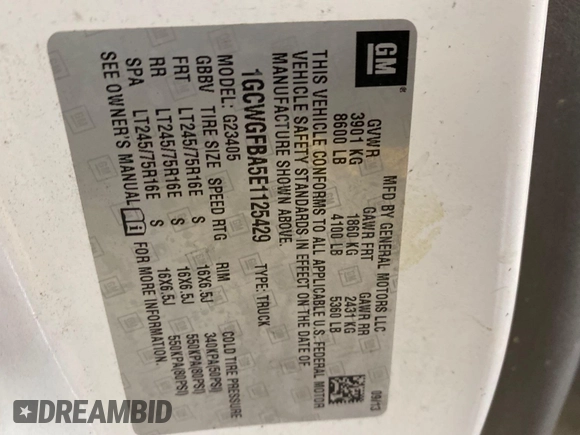 GM
MFD BY GENERAL MOTORS LLC 09/13
GVWR GAWR FRT GAWR RR
3901 KG 1860 KG 2431 KG
8600 LB 4100 LB 5360 LB
THIS VEHICLE CONFORMS TO ALL APPLICABLE U.S. FEDERAL MOTOR
VEHICLE SAFETY STANDARDS IN EFFECT ON THE DATE OF
MANUFACTURE SHOWN ABOVE.
1GCWGFBA5E1125429 TYPE: TRUCK
MODEL: G23405
GBBV TIRE SIZE SPEED RTG RIM COLD TIRE PRESSURE
FRT LT245/75R16E S 16X6.5J 340KPA(50PSI)
RR LT245/75R16E S 16X6.5J 550KPA(80PSI)
SPA LT245/75R16E S 16X6.5J 550KPA(80PSI)
SEE OWNER'S MANUAL FOR MORE INFORMATION.
DREAMBID